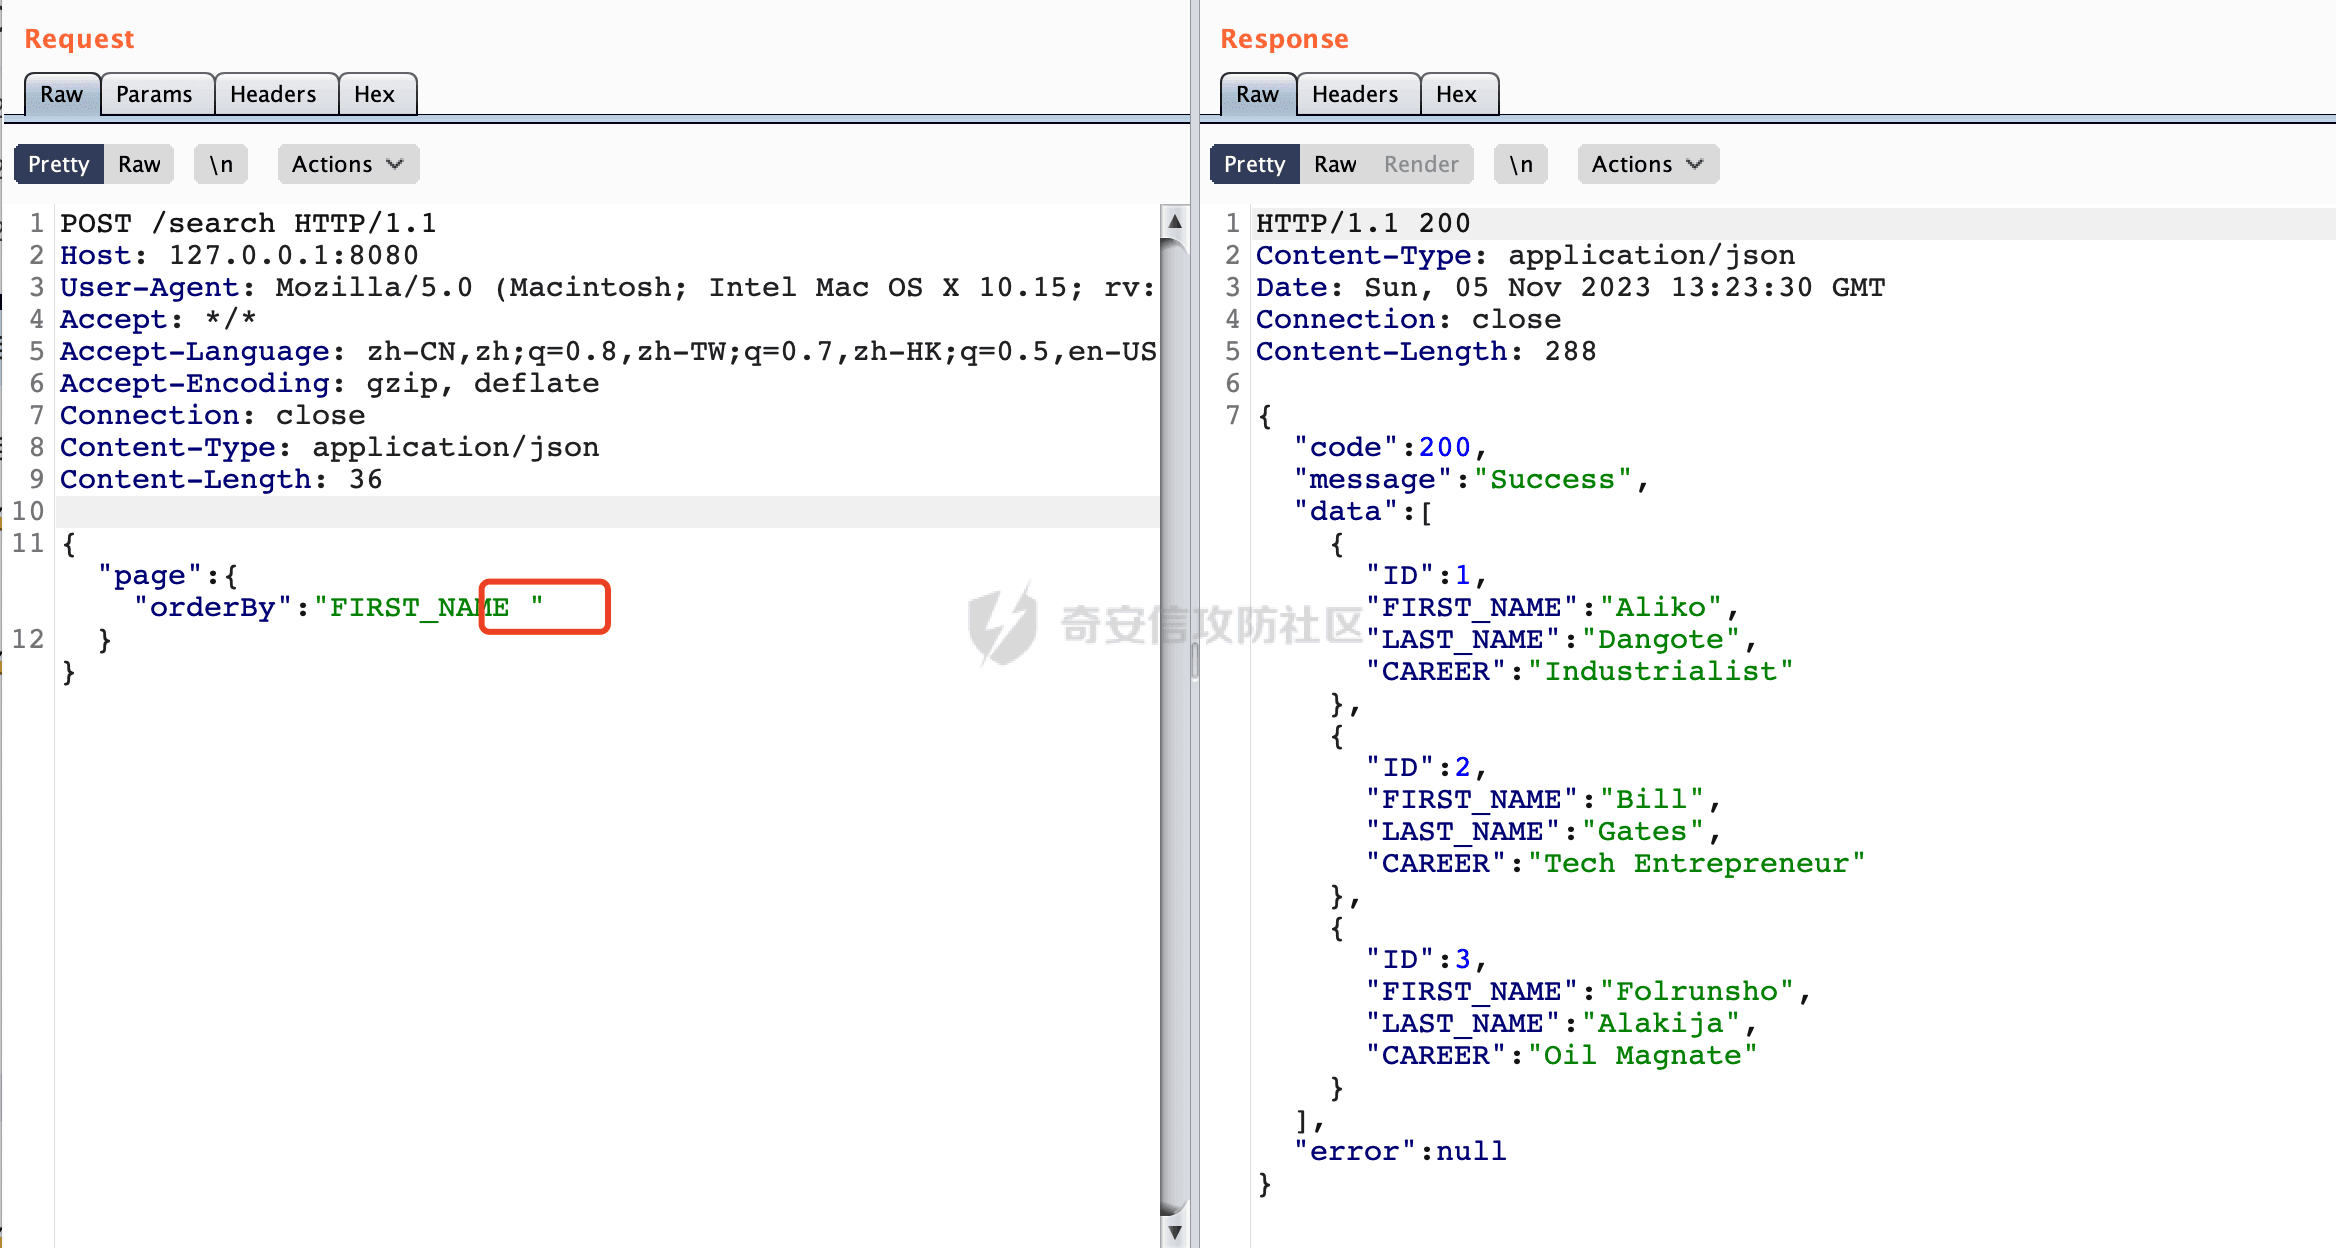 Request
Raw Params Headers Hex
Pretty Raw \n Actions
1 POST /search HTTP/1.1
2 Host: 127.0.0.1:8080
3 User-Agent: Mozilla/5.0 (Macintosh; Intel Mac OS X 10.15; rv:
4 Accept: */*
5 Accept-Language: zh-CN,zh;q=0.8,zh-TW;q=0.7,zh-HK;q=0.5,en-US
6 Accept-Encoding: gzip, deflate
7 Connection: close
8 Content-Type: application/json
9 Content-Length: 36
10
11 {
"page":{
"orderBy":"FIRST_NAME "
12 }
}
奇安信攻防社区
Response
Raw Headers Hex
Pretty Raw Render \n Actions
1 HTTP/1.1 200
2 Content-Type: application/json
3 Date: Sun, 05 Nov 2023 13:23:30 GMT
4 Connection: close
5 Content-Length: 288
6
7 {
"code":200,
"message":"Success",
"data":[
{
"ID":1,
"FIRST_NAME":"Aliko",
"LAST_NAME":"Dangote",
"CAREER":"Industrialist"
},
{
"ID":2,
"FIRST_NAME":"Bill",
"LAST_NAME":"Gates",
"CAREER":"Tech Entrepreneur"
},
{
"ID":3,
"FIRST_NAME":"Folrunsho",
"LAST_NAME":"Alakija",
"CAREER":"Oil Magnate"
}
],
"error":null
}